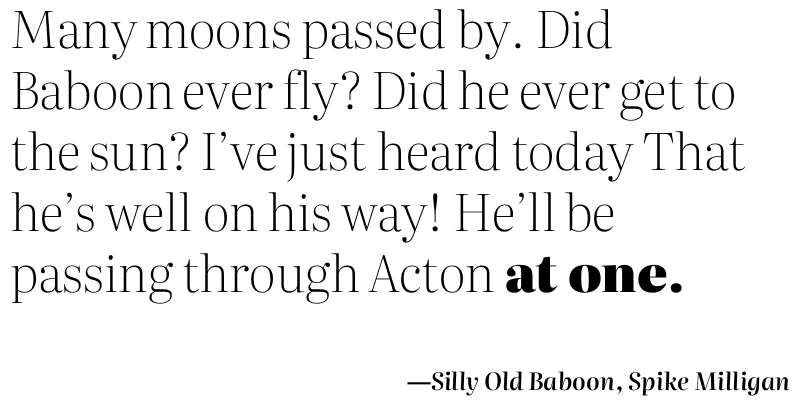 Many moons passed by. Did
Baboon ever fly? Did he ever get to
the sun? I’ve just heard today That
he’s well on his way! He’ll be
passing through Acton at one.
—Silly Old Baboon, Spike Milligan